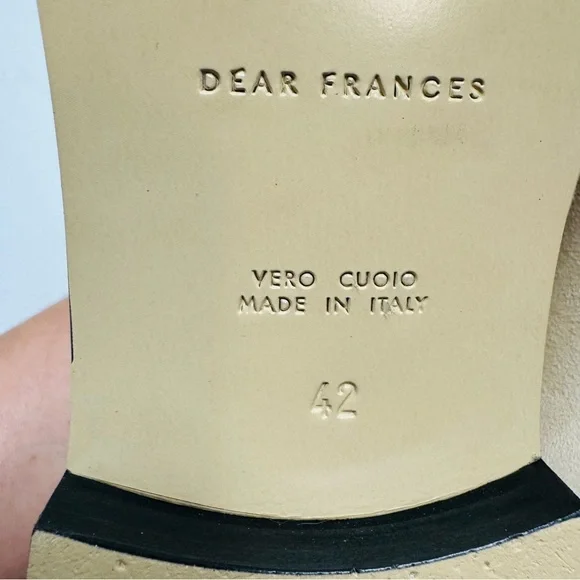 DEAR FRANCES
VERO CUOIO
MADE IN ITALY
42